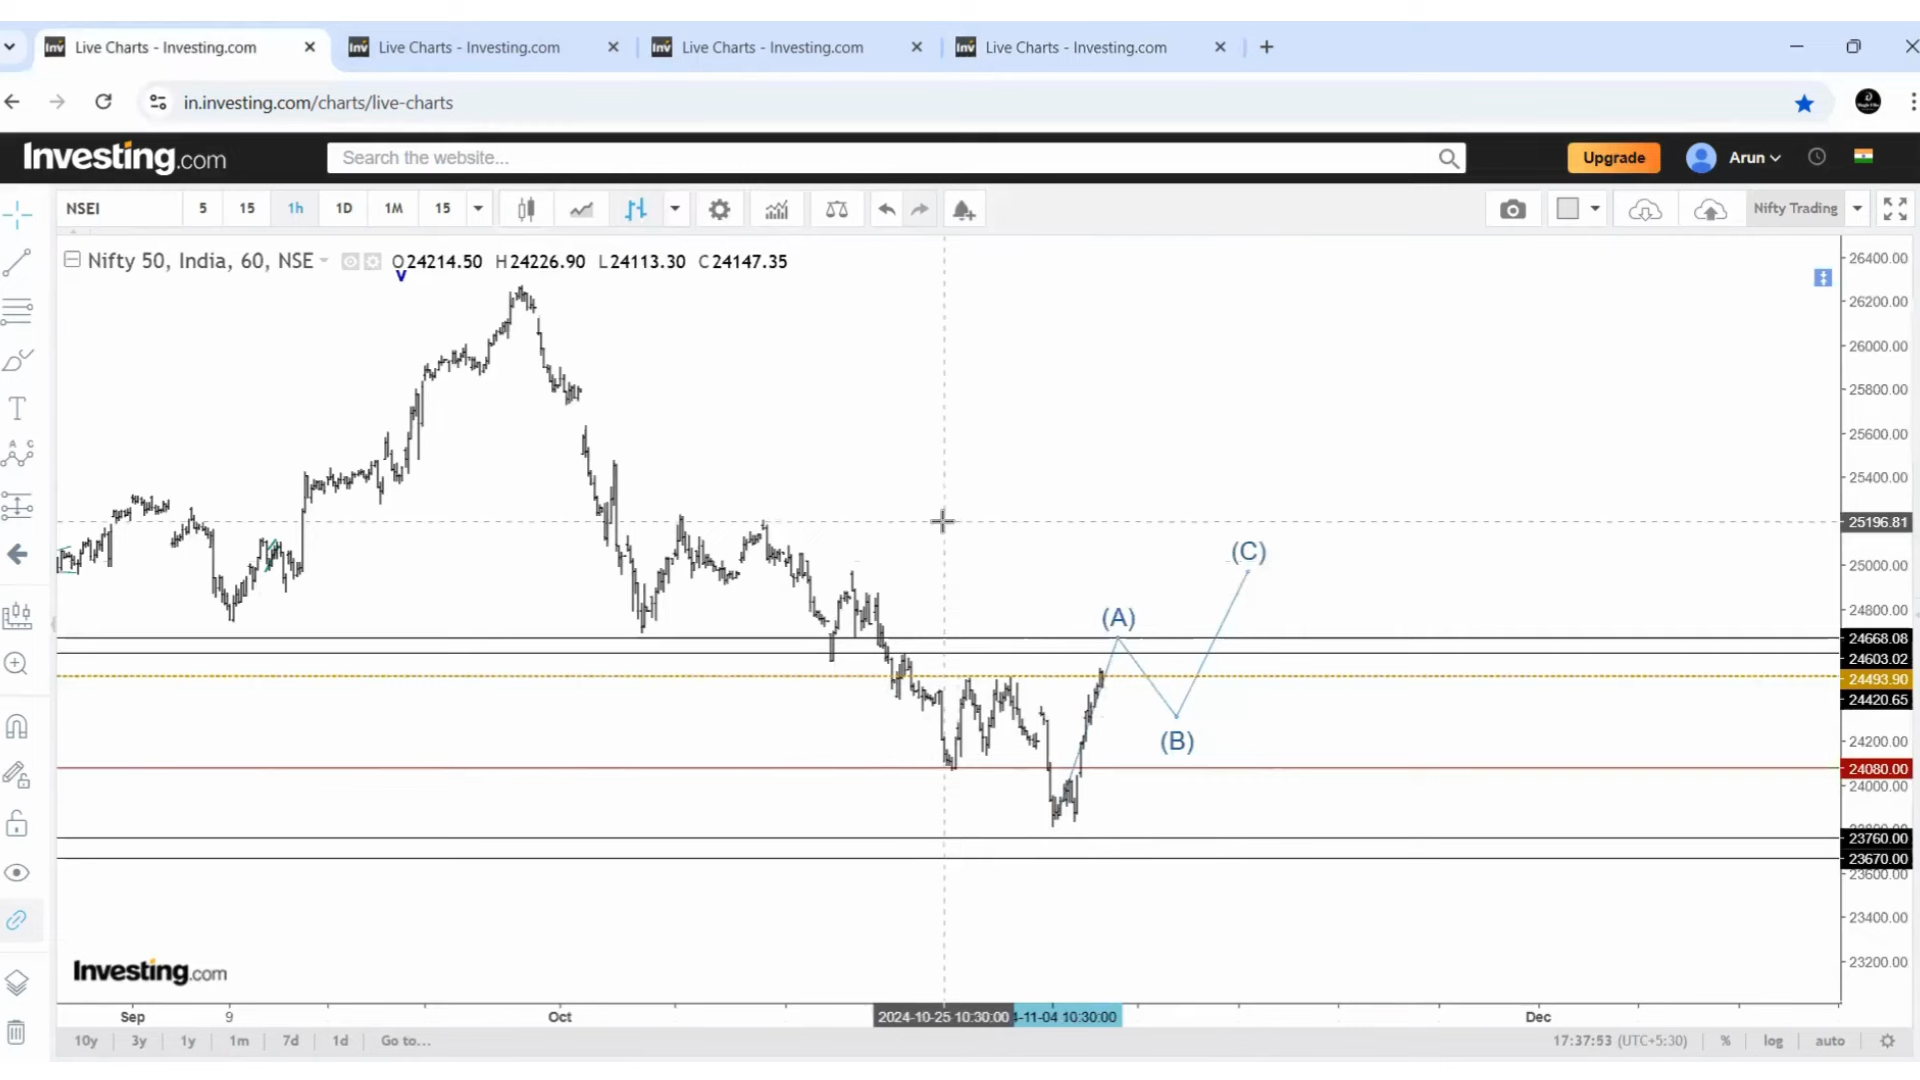 Live Charts - Investing.com
Live Charts - Investing.com
Live Charts - Investing.com
Live Charts - Investing.com
in.investing.com/charts/live-charts
Investing.com
Search the website...
Upgrade
Arun
NSEI
5
15
1h
1D
1M
15
Nifty Trading
Nifty 50, India, 60, NSE
O24214.50 H24226.90 L24113.30 C24147.35
V
26400.00
26200.00
26000.00
25800.00
25600.00
25400.00
25196.81
25000.00
24800.00
24668.08
24603.02
24493.90
24420.65
24200.00
24080.00
24000.00
23760.00
23670.00
23600.00
23400.00
23200.00
(A)
(B)
(C)
A C
Investing.com
Sep
9
Oct
2024-10-25 10:30:00
-11-04 10:30:00
Dec
10y
3y
1y
1m
7d
1d
Go to...
17:37:53 (UTC+5:30)
%
log
auto